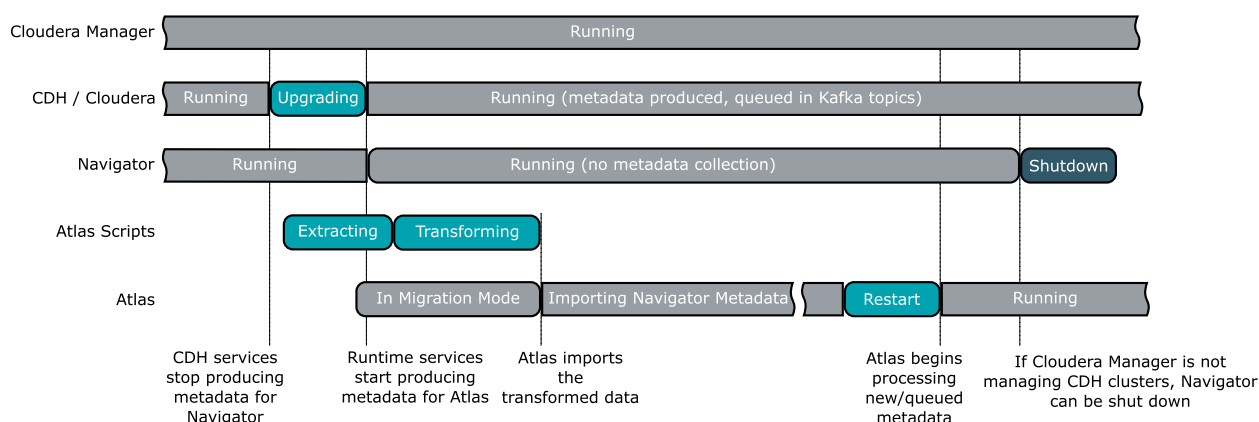 Cloudera Manager
Running
CDH / Cloudera
Running
Upgrading
Running (metadata produced, queued in Kafka topics)
Navigator
Running
Running (no metadata collection)
Shutdown
Atlas Scripts
Extracting
Transforming
Atlas
In Migration Mode
Importing Navigator Metadata
Restart
Running
CDH services
stop producing
metadata for
Navigator
Runtime services
start producing
metadata for Atlas
Atlas imports
the
transformed data
Atlas begins
processing
new/queued
metadata
If Cloudera Manager is not
managing CDH clusters, Navigator
can be shut down